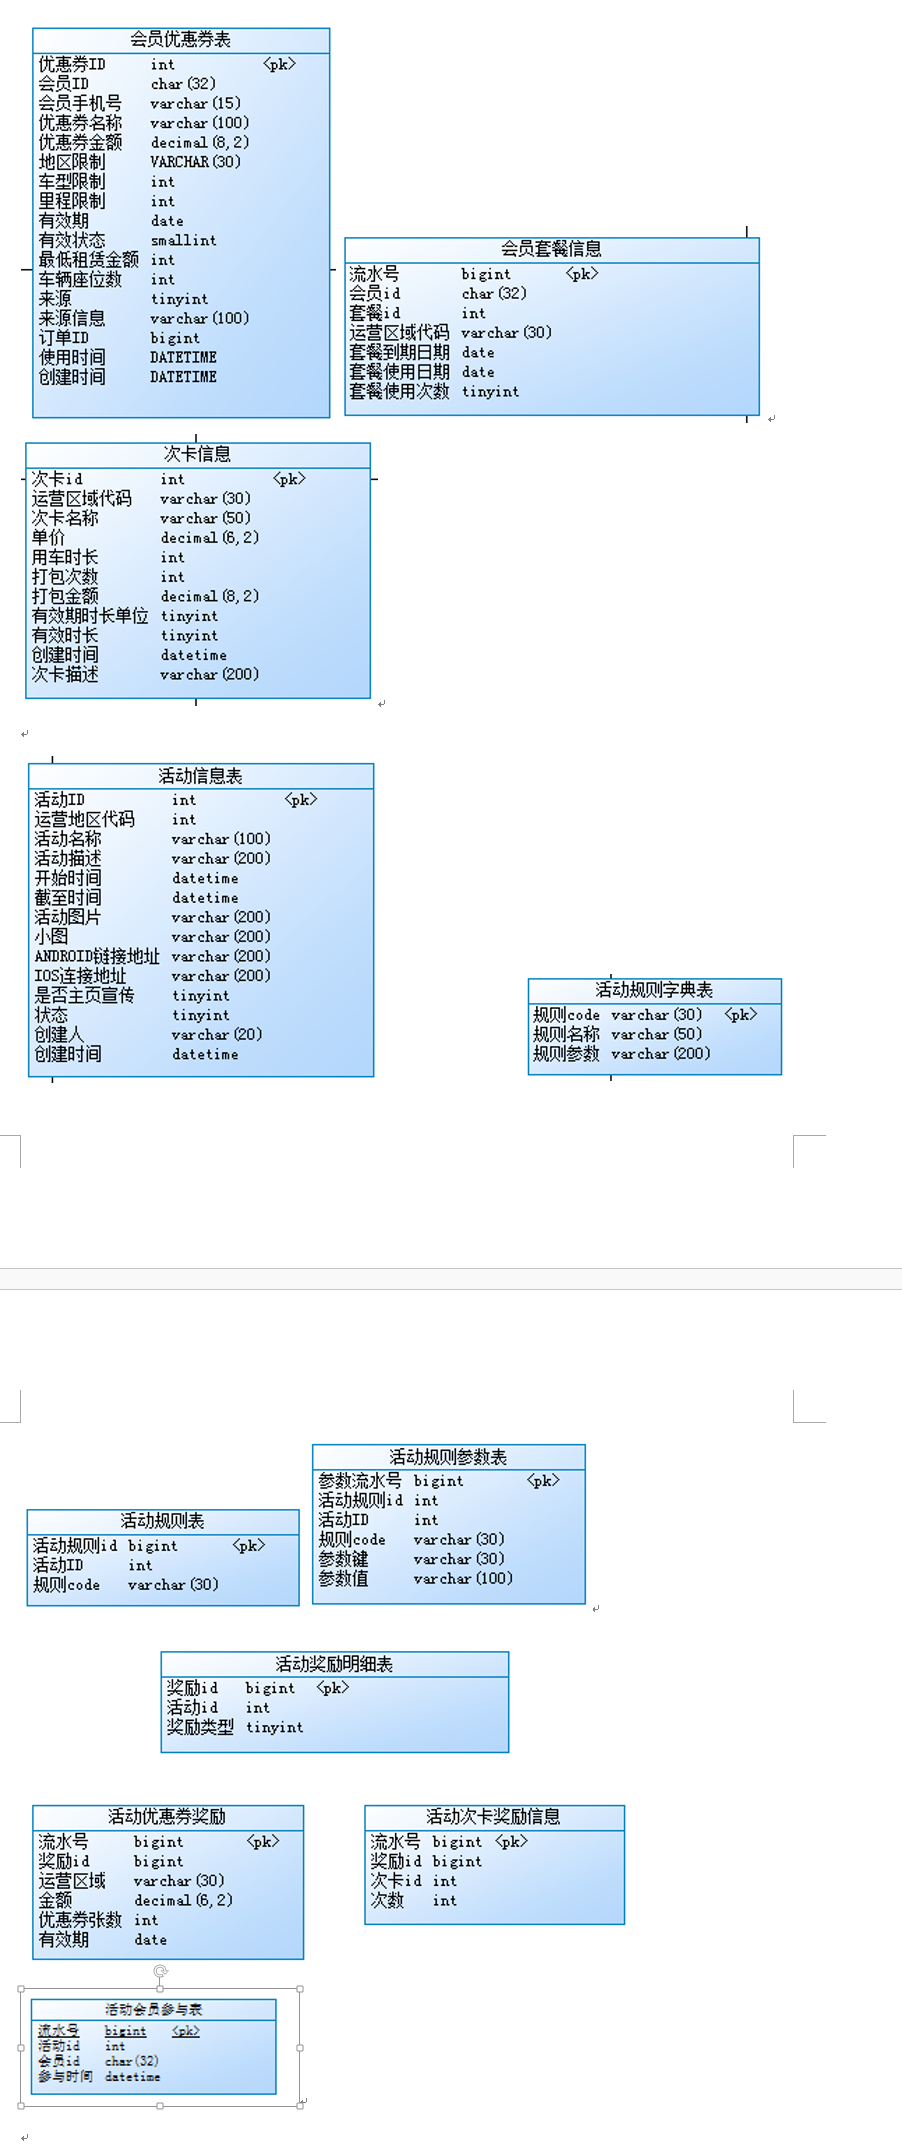 会员优惠券表
优惠券ID int <pk>
会员ID char(32)
会员手机号 varchar(15)
优惠券名称 varchar(100)
优惠券金额 decimal(8,2)
地区限制 VARCHAR(30)
车型限制 int
里程限制 int
有效期 date
有效状态 smallint
最低租赁金额 int
车辆座位数 int
来源 tinyint
来源信息 varchar(100)
订单ID bigint
使用时间 DATETIME
创建时间 DATETIME
会员套餐信息
流水号 bigint <pk>
会员id char(32)
套餐id int
运营区域代码 varchar(30)
套餐到期日期 date
套餐使用日期 date
套餐使用次数 tinyint
次卡信息
次卡id int <pk>
运营区域代码 varchar(30)
次卡名称 varchar(50)
单价 decimal(6,2)
用车时长 int
打包次数 int
打包金额 decimal(8,2)
有效期时长单位 tinyint
有效时长 tinyint
创建时间 datetime
次卡描述 varchar(200)
活动信息表
活动ID int <pk>
运营地区代码 int
活动名称 varchar(100)
活动描述 varchar(200)
开始时间 datetime
截至时间 datetime
活动图片 varchar(200)
小图 varchar(200)
ANDROID链接地址 varchar(200)
IOS连接地址 varchar(200)
是否主页宣传 tinyint
状态 tinyint
创建人 varchar(20)
创建时间 datetime
活动规则字典表
规则code varchar(30) <pk>
规则名称 varchar(50)
规则参数 varchar(200)
活动规则表
活动规则id bigint <pk>
活动ID int
规则code varchar(30)
活动规则参数表
参数流水号 bigint <pk>
活动规则id int
活动ID int
规则code varchar(30)
参数键 varchar(30)
参数值 varchar(100)
活动奖励明细表
奖励id bigint <pk>
活动id int
奖励类型 tinyint
活动优惠券奖励
流水号 bigint <pk>
奖励id bigint
运营区域 varchar(30)
金额 decimal(6,2)
优惠券张数 int
有效期 date
活动次卡奖励信息
流水号 bigint <pk>
奖励id bigint
次卡id int
次数 int
活动会员参与表
流水号 bigint <pk>
活动id int
会员id char(32)
参与时间 datetime